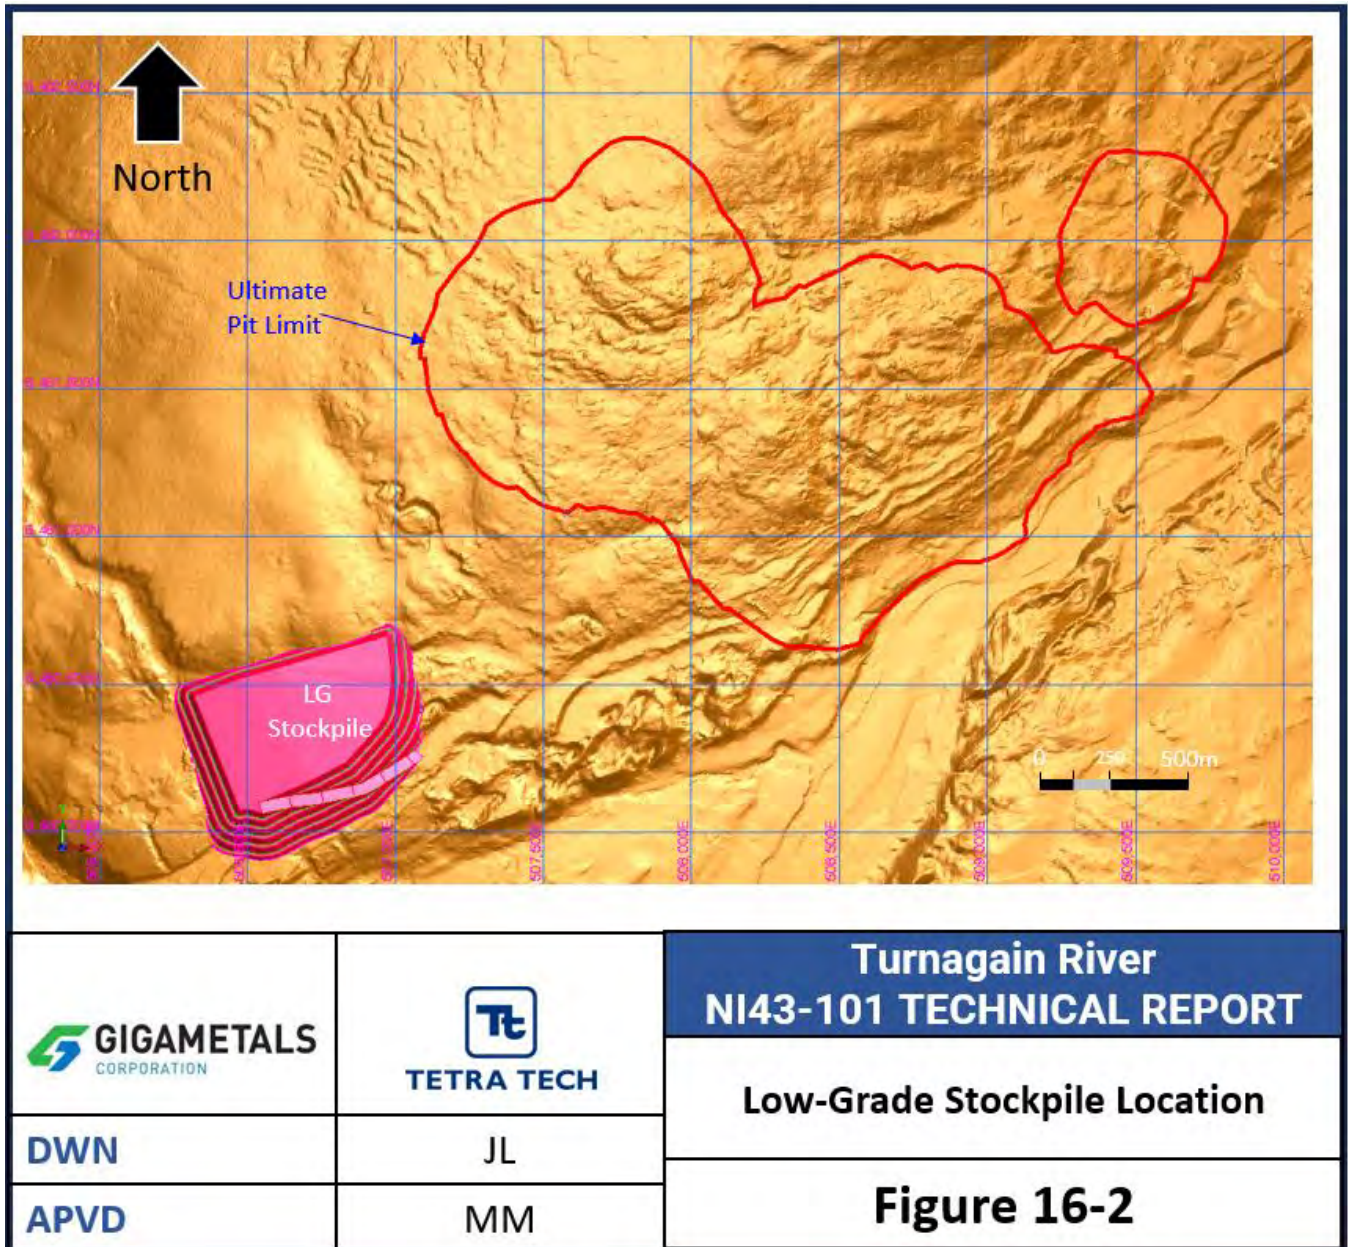 North
Ultimate
Pit Limit
LG
Stockpile
0 250 500m
507,500E
508,000E
508,500E
509,000E
509,500E
510,000E
GIGAMETALS
CORPORATION
Tt
TETRA TECH
Turnagain River
NI43-101 TECHNICAL REPORT
Low-Grade Stockpile Location
DWN
JL
APVD
MM
Figure 16-2